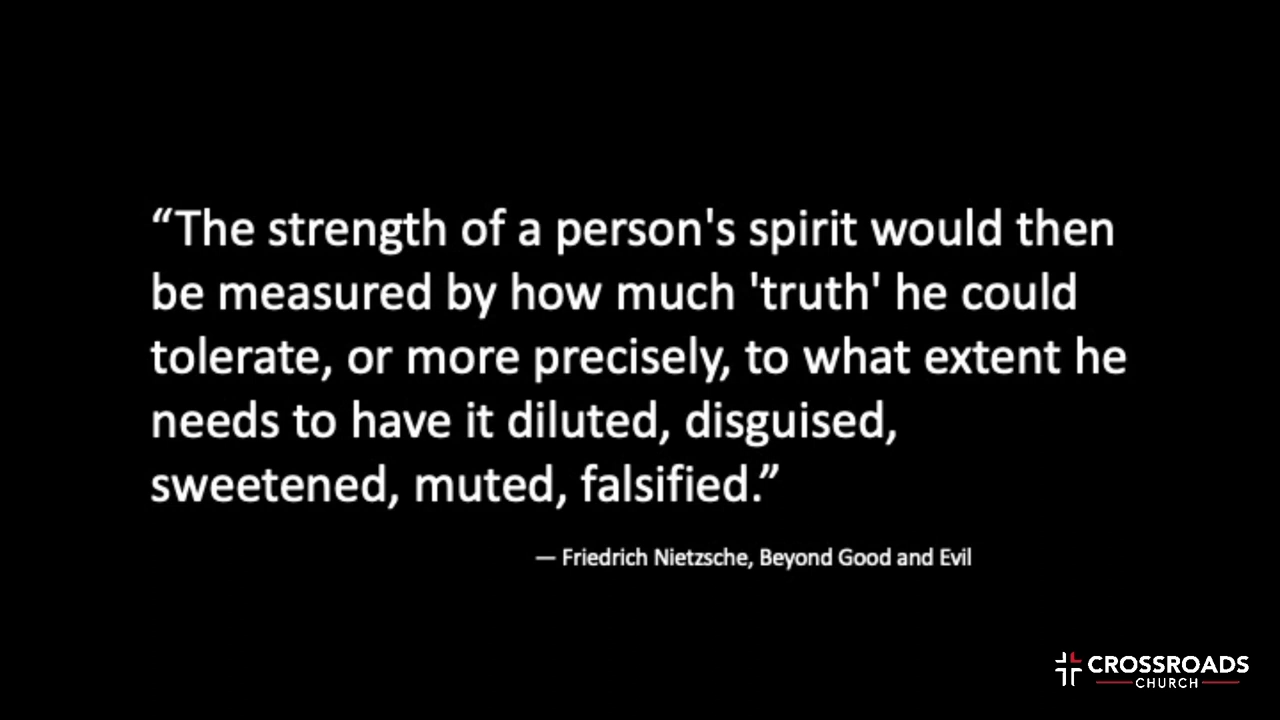 “The strength of a person's spirit would then
be measured by how much 'truth' he could
tolerate, or more precisely, to what extent he
needs to have it diluted, disguised,
sweetened, muted, falsified.”
— Friedrich Nietzsche, Beyond Good and Evil
CROSSROADS
CHURCH